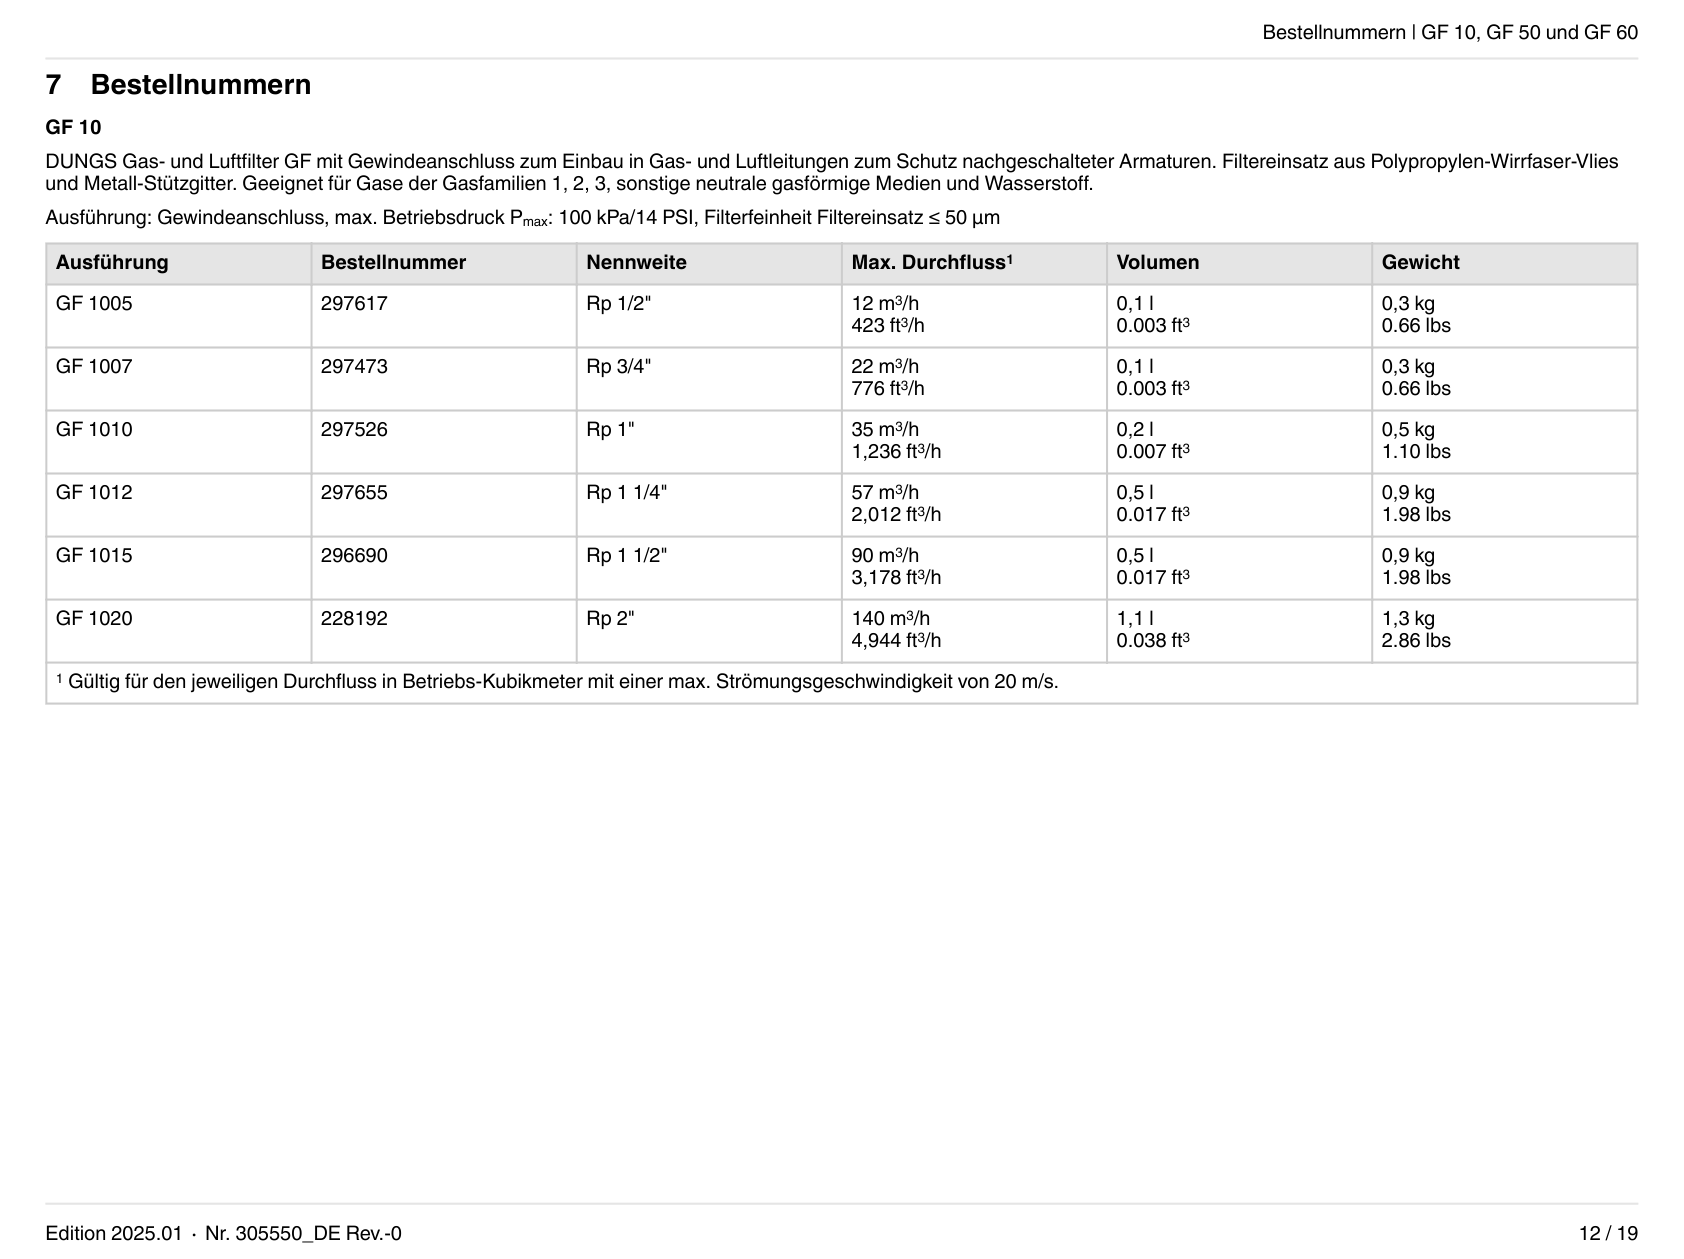 Bestellnummern | GF 10, GF 50 und GF 60
7 Bestellnummern
GF 10
DUNGS Gas- und Luftfilter GF mit Gewindeanschluss zum Einbau in Gas- und Luftleitungen zum Schutz nachgeschalteter Armaturen. Filtereinsatz aus Polypropylen-Wirrfaser-Vlies
und Metall-Stützgitter. Geeignet für Gase der Gasfamilien 1, 2, 3, sonstige neutrale gasförmige Medien und Wasserstoff.
Ausführung: Gewindeanschluss, max. Betriebsdruck Pmax: 100 kPa/14 PSI, Filterfeinheit Filtereinsatz ≤ 50 µm
Ausführung Bestellnummer Nennweite Max. Durchfluss¹ Volumen Gewicht
GF 1005 297617 Rp 1/2" 12 m³/h 0,1 l 0,3 kg
423 ft³/h 0.003 ft³ 0.66 lbs
GF 1007 297473 Rp 3/4" 22 m³/h 0,1 l 0,3 kg
776 ft³/h 0.003 ft³ 0.66 lbs
GF 1010 297526 Rp 1" 35 m³/h 0,2 l 0,5 kg
1,236 ft³/h 0.007 ft³ 1.10 lbs
GF 1012 297655 Rp 1 1/4" 57 m³/h 0,5 l 0,9 kg
2,012 ft³/h 0.017 ft³ 1.98 lbs
GF 1015 296690 Rp 1 1/2" 90 m³/h 0,5 l 0,9 kg
3,178 ft³/h 0.017 ft³ 1.98 lbs
GF 1020 228192 Rp 2" 140 m³/h 1,1 l 1,3 kg
4,944 ft³/h 0.038 ft³ 2.86 lbs
¹ Gültig für den jeweiligen Durchfluss in Betriebs-Kubikmeter mit einer max. Strömungsgeschwindigkeit von 20 m/s.
Edition 2025.01 · Nr. 305550_DE Rev.-0 12 / 19